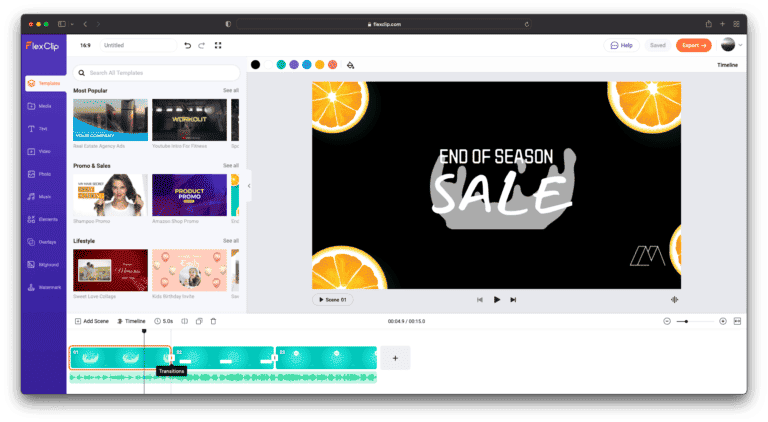 flexclip.com
FlexClip
16:9
Untitled
Help
Saved
Export →
Templates
Media
Text
Video
Photo
Music
Elements
Overlays
BKground
Watermark
Search All Templates
Most Popular
See all
YOUR COMPANY
WORKOUT
Real Estate Agency Ads
Youtube Intro For Fitness
Promo & Sales
See all
PRODUCT
PROMO
Shampoo Promo
Amazon Shop Promo
Lifestyle
See all
Sweet Love Collage
Kids Birthday Invite
Timeline
END OF SEASON
SALE
Scene 01
Add Scene
Timeline
5.0s
00:04.9 / 00:15.0
01
02
03
+
Transitions